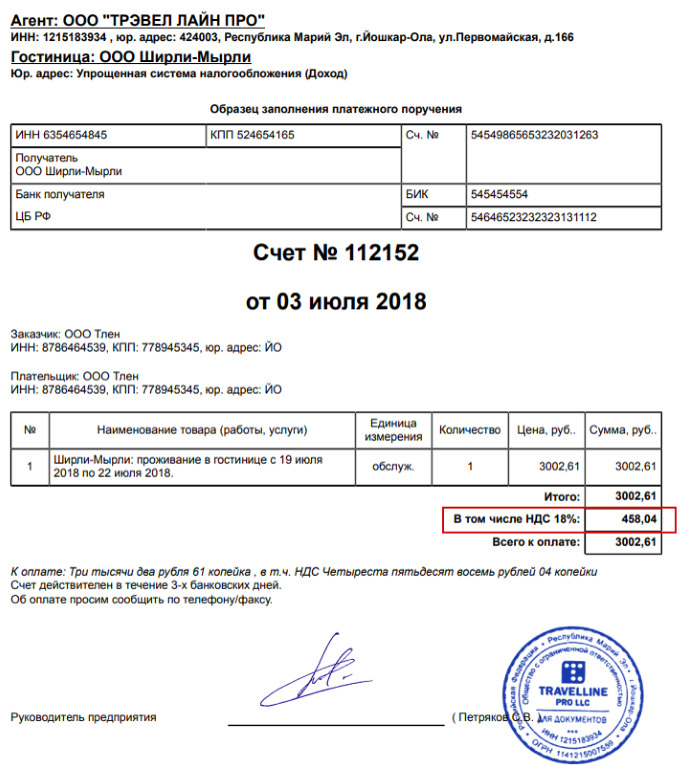 Агент: ООО "ТРЭВЕЛ ЛАЙН ПРО"
ИНН: 1215183934 , юр. адрес: 424003, Республика Марий Эл, г.Йошкар-Ола, ул.Первомайская, д.166
Гостиница: ООО Ширли-Мырли
Юр. адрес: Упрощенная система налогообложения (Доход)
Образец заполнения платежного поручения
ИНН 6354654845 КПП 524654165 Сч. № 54549865653232031263
Получатель
ООО Ширли-Мырли
Банк получателя БИК 545454554
ЦБ РФ Сч. № 54646523232323131112
Счет № 112152
от 03 июля 2018
Заказчик: ООО Тлен
ИНН: 8786464539, КПП: 778945345, юр. адрес: ЙО
Плательщик: ООО Тлен
ИНН: 8786464539, КПП: 778945345, юр. адрес: ЙО
№ Наименование товара (работы, услуги) Единица измерения Количество Цена, руб.. Сумма, руб..
1 Ширли-Мырли: проживание в гостинице с 19 июля 2018 по 22 июля 2018. обслуж. 1 3002,61 3002,61
Итого: 3002,61
В том числе НДС 18%: 458,04
Всего к оплате: 3002,61
К оплате: Три тысячи два рубля 61 копейка , в т.ч. НДС Четыреста пятьдесят восемь рублей 04 копейки
Счет действителен в течение 3-х банковских дней.
Об оплате просим сообщить по телефону/факсу.
Руководитель предприятия ( Петряков С.В. )
Российская Федерация • Республика Марий Эл • г.Йошкар-Ола
Общество с ограниченной ответственностью
TRAVELLINE
PRO LLC
ДЛЯ ДОКУМЕНТОВ
***
ИНН 1215183934
ОГРН 1141215007556